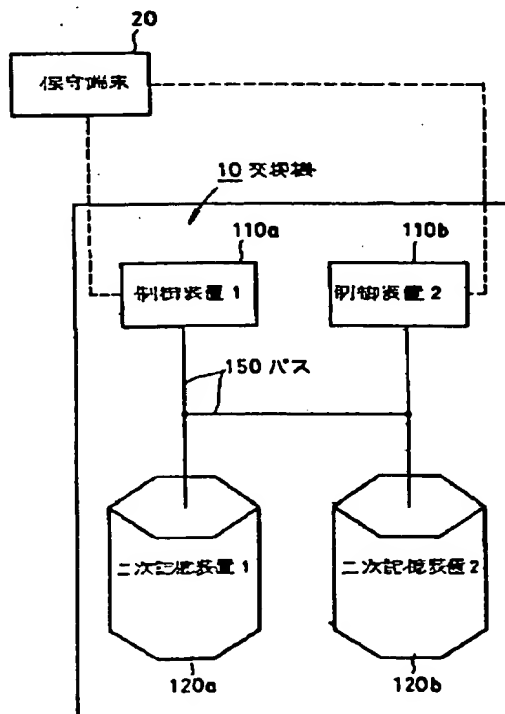 20
保守端末
10 交換機
110a
110b
制御装置1
制御装置2
150 バス
二次記憶装置1
二次記憶装置2
120a
120b